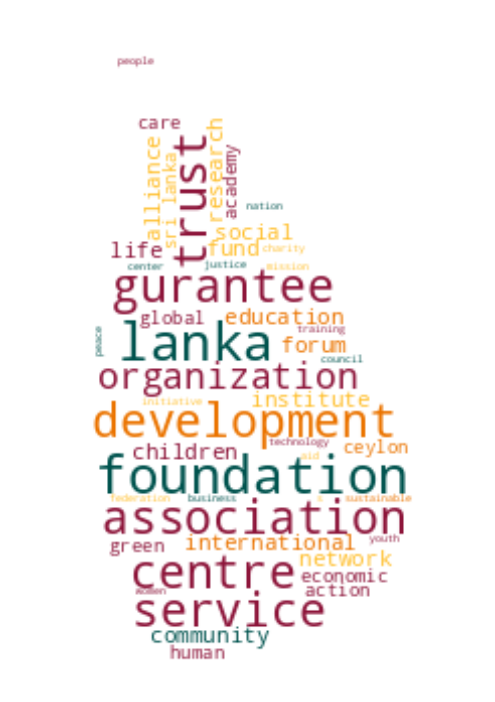 people
care
alliance
sri lanka
trust
research
academy
nation
social
life
fund
charity
center
justice
mission
gurantee
global
education
peace
lanka
training
forum
council
organization
initiative
institute
development
technology
children
aid
ceylon
foundation
federation
business
s
sustainable
association
green
international
youth
network
centre
economic
women
action
service
community
human